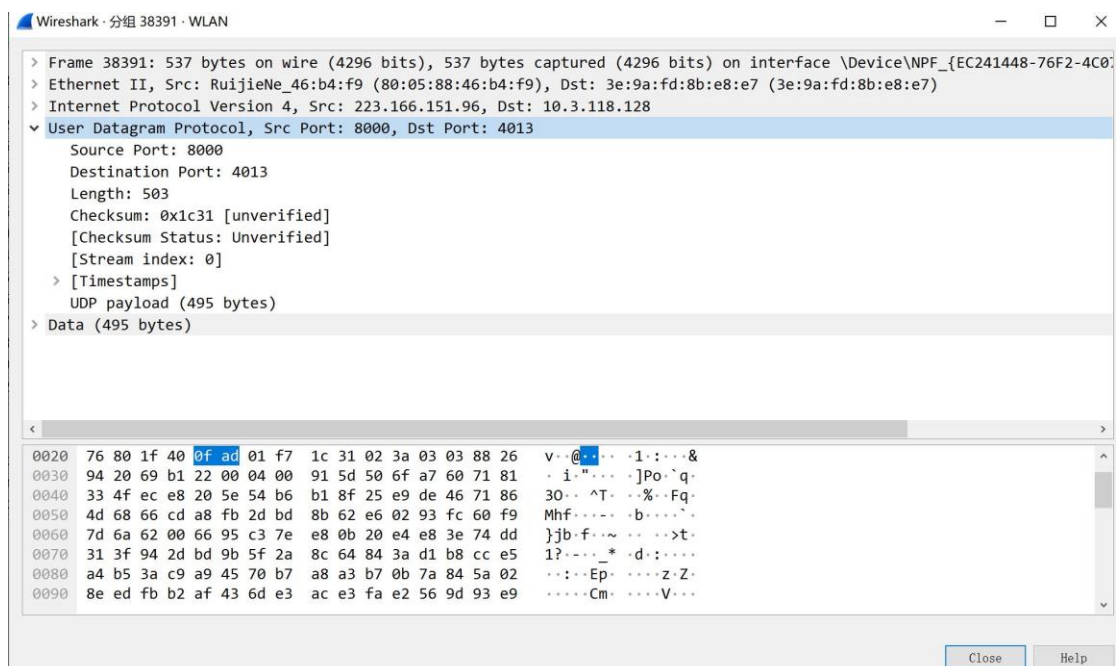 Wireshark · 分组 38391 · WLAN
> Frame 38391: 537 bytes on wire (4296 bits), 537 bytes captured (4296 bits) on interface \Device\NPF_{EC241448-76F2-4C07
> Ethernet II, Src: RuijieNe_46:b4:f9 (80:05:88:46:b4:f9), Dst: 3e:9a:fd:8b:e8:e7 (3e:9a:fd:8b:e8:e7)
> Internet Protocol Version 4, Src: 223.166.151.96, Dst: 10.3.118.128
User Datagram Protocol, Src Port: 8000, Dst Port: 4013
Source Port: 8000
Destination Port: 4013
Length: 503
Checksum: 0x1c31 [unverified]
[Checksum Status: Unverified]
[Stream index: 0]
> [Timestamps]
UDP payload (495 bytes)
> Data (495 bytes)
0020 76 80 1f 40 0f ad 01 f7 1c 31 02 3a 03 03 88 26 v··@···· ·1·:···&
0030 94 20 69 b1 22 00 04 00 91 5d 50 6f a7 60 71 81 · i·"··· ·]Po·`q·
0040 33 4f ec e8 20 5e 54 b6 b1 8f 25 e9 de 46 71 86 3O·· ^T· ··%··Fq·
0050 4d 68 66 cd a8 fb 2d bd 8b 62 e6 02 93 fc 60 f9 Mhf···-· ·b····`·
0060 7d 6a 62 00 66 95 c3 7e e8 0b 20 e4 e8 3e 74 dd }jb·f··~ ·· ··>t·
0070 31 3f 94 2d bd 9b 5f 2a 8c 64 84 3a d1 b8 cc e5 1?·-··_* ·d·:····
0080 a4 b5 3a c9 a9 45 70 b7 a8 a3 b7 0b 7a 84 5a 02 ··:··Ep· ····z·Z·
0090 8e ed fb b2 af 43 6d e3 ac e3 fa e2 56 9d 93 e9 ·····Cm· ····V···
Close Help